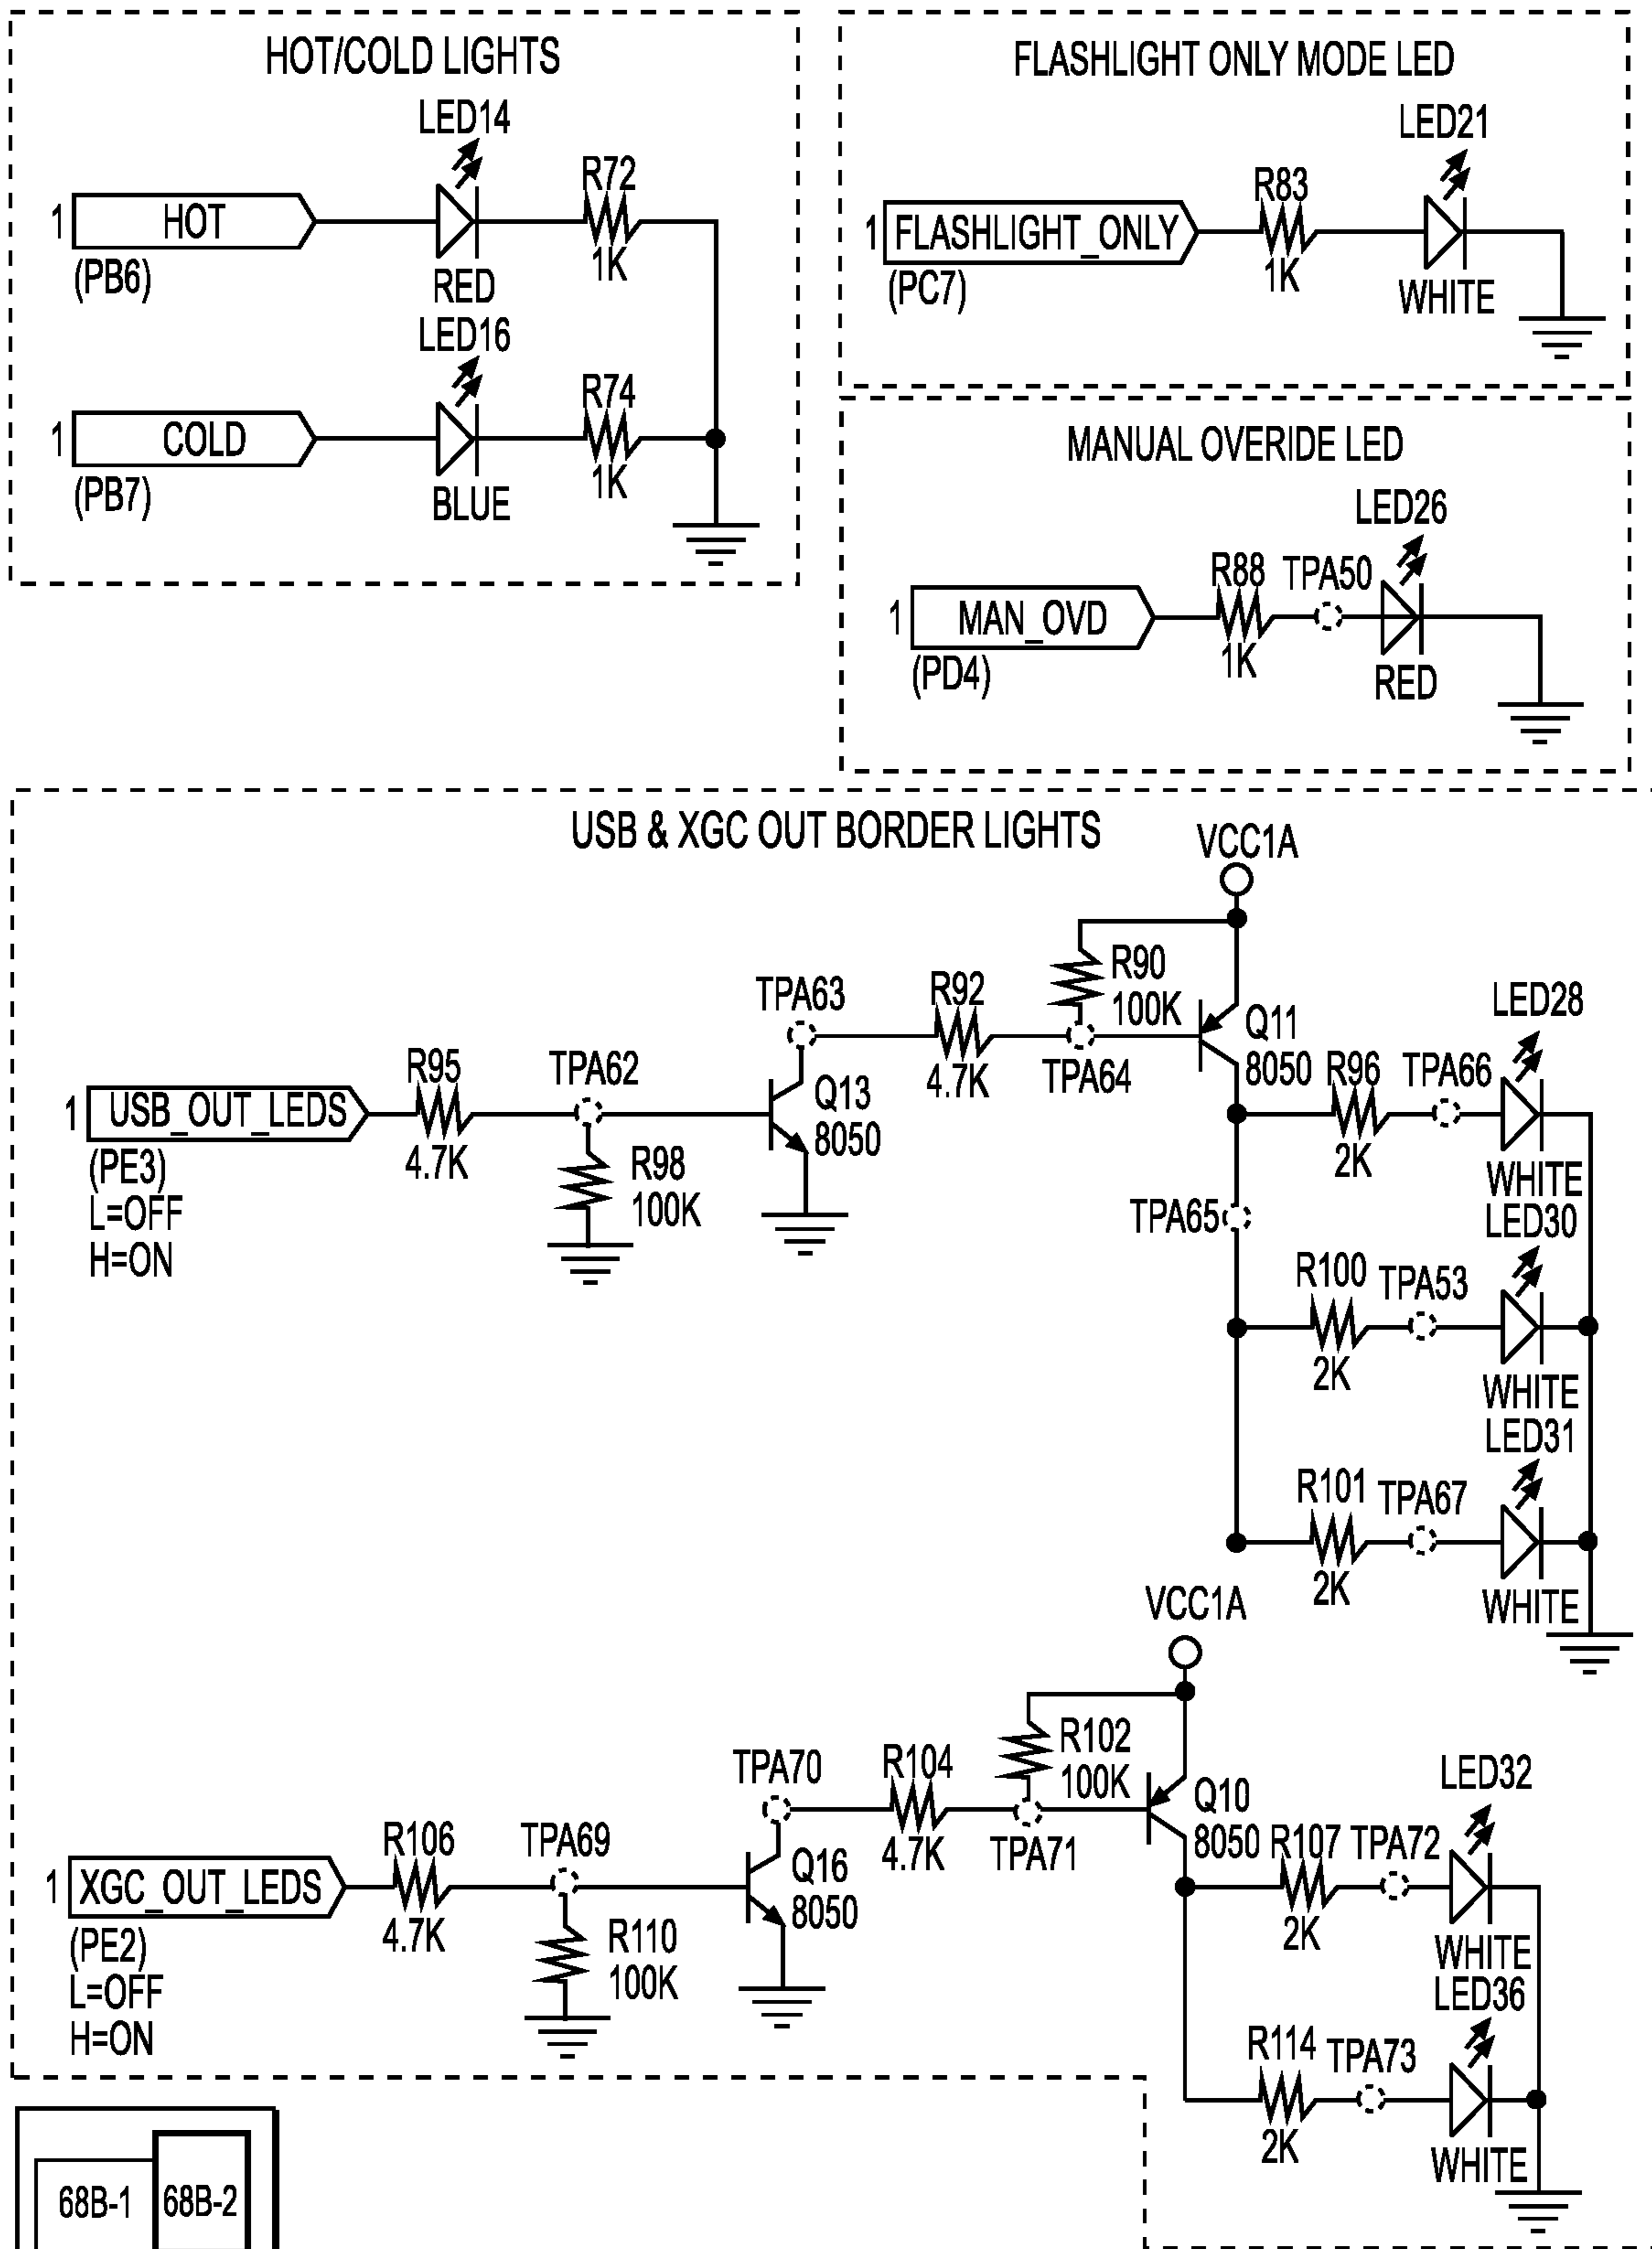 HOT/COLD LIGHTS
LED14
R72
1
HOT
(PB6)
RED
1K
LED16
R74
1
COLD
(PB7)
BLUE
1K
FLASHLIGHT ONLY MODE LED
LED21
R83
1
FLASHLIGHT_ONLY
(PC7)
1K
WHITE
MANUAL OVERIDE LED
LED26
R88
TPA50
1
MAN_OVD
(PD4)
1K
RED
USB & XGC OUT BORDER LIGHTS
VCC1A
R90
100K
TPA63
R92
4.7K
TPA64
Q11
8050
LED28
R95
TPA62
Q13
8050
R96
TPA66
1
USB_OUT_LEDS
4.7K
(PE3)
L=OFF
H=ON
R98
100K
2K
WHITE
TPA65
LED30
R100
TPA53
2K
WHITE
LED31
R101
TPA67
2K
WHITE
VCC1A
R102
100K
TPA70
R104
4.7K
TPA71
Q10
8050
LED32
R106
TPA69
Q16
8050
R107
TPA72
1
XGC_OUT_LEDS
4.7K
(PE2)
L=OFF
H=ON
R110
100K
2K
WHITE
LED36
R114
TPA73
2K
WHITE
68B-1
68B-2